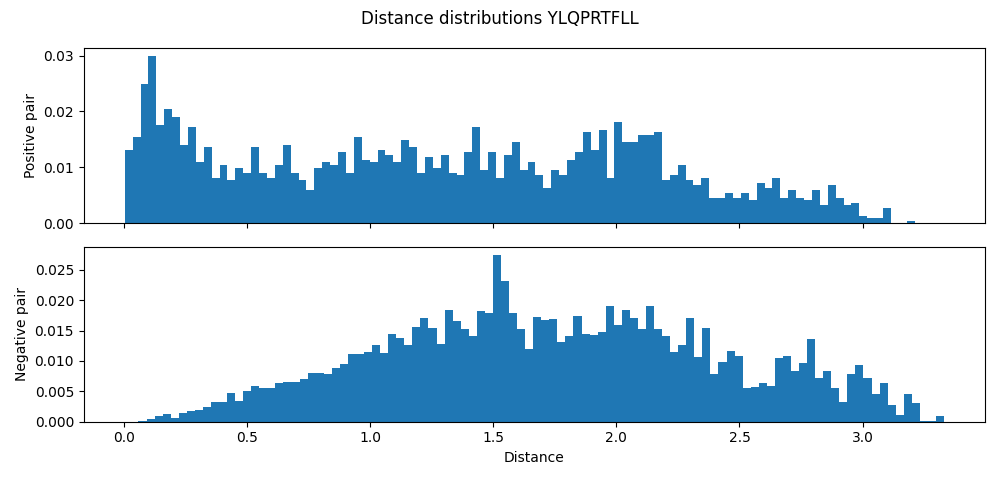 Distance distributions YLQPRTFLL
0.03
0.02
0.01
0.00
Positive pair
0.025
0.020
0.015
0.010
0.005
0.000
Negative pair
0.0 0.5 1.0 1.5 2.0 2.5 3.0
Distance